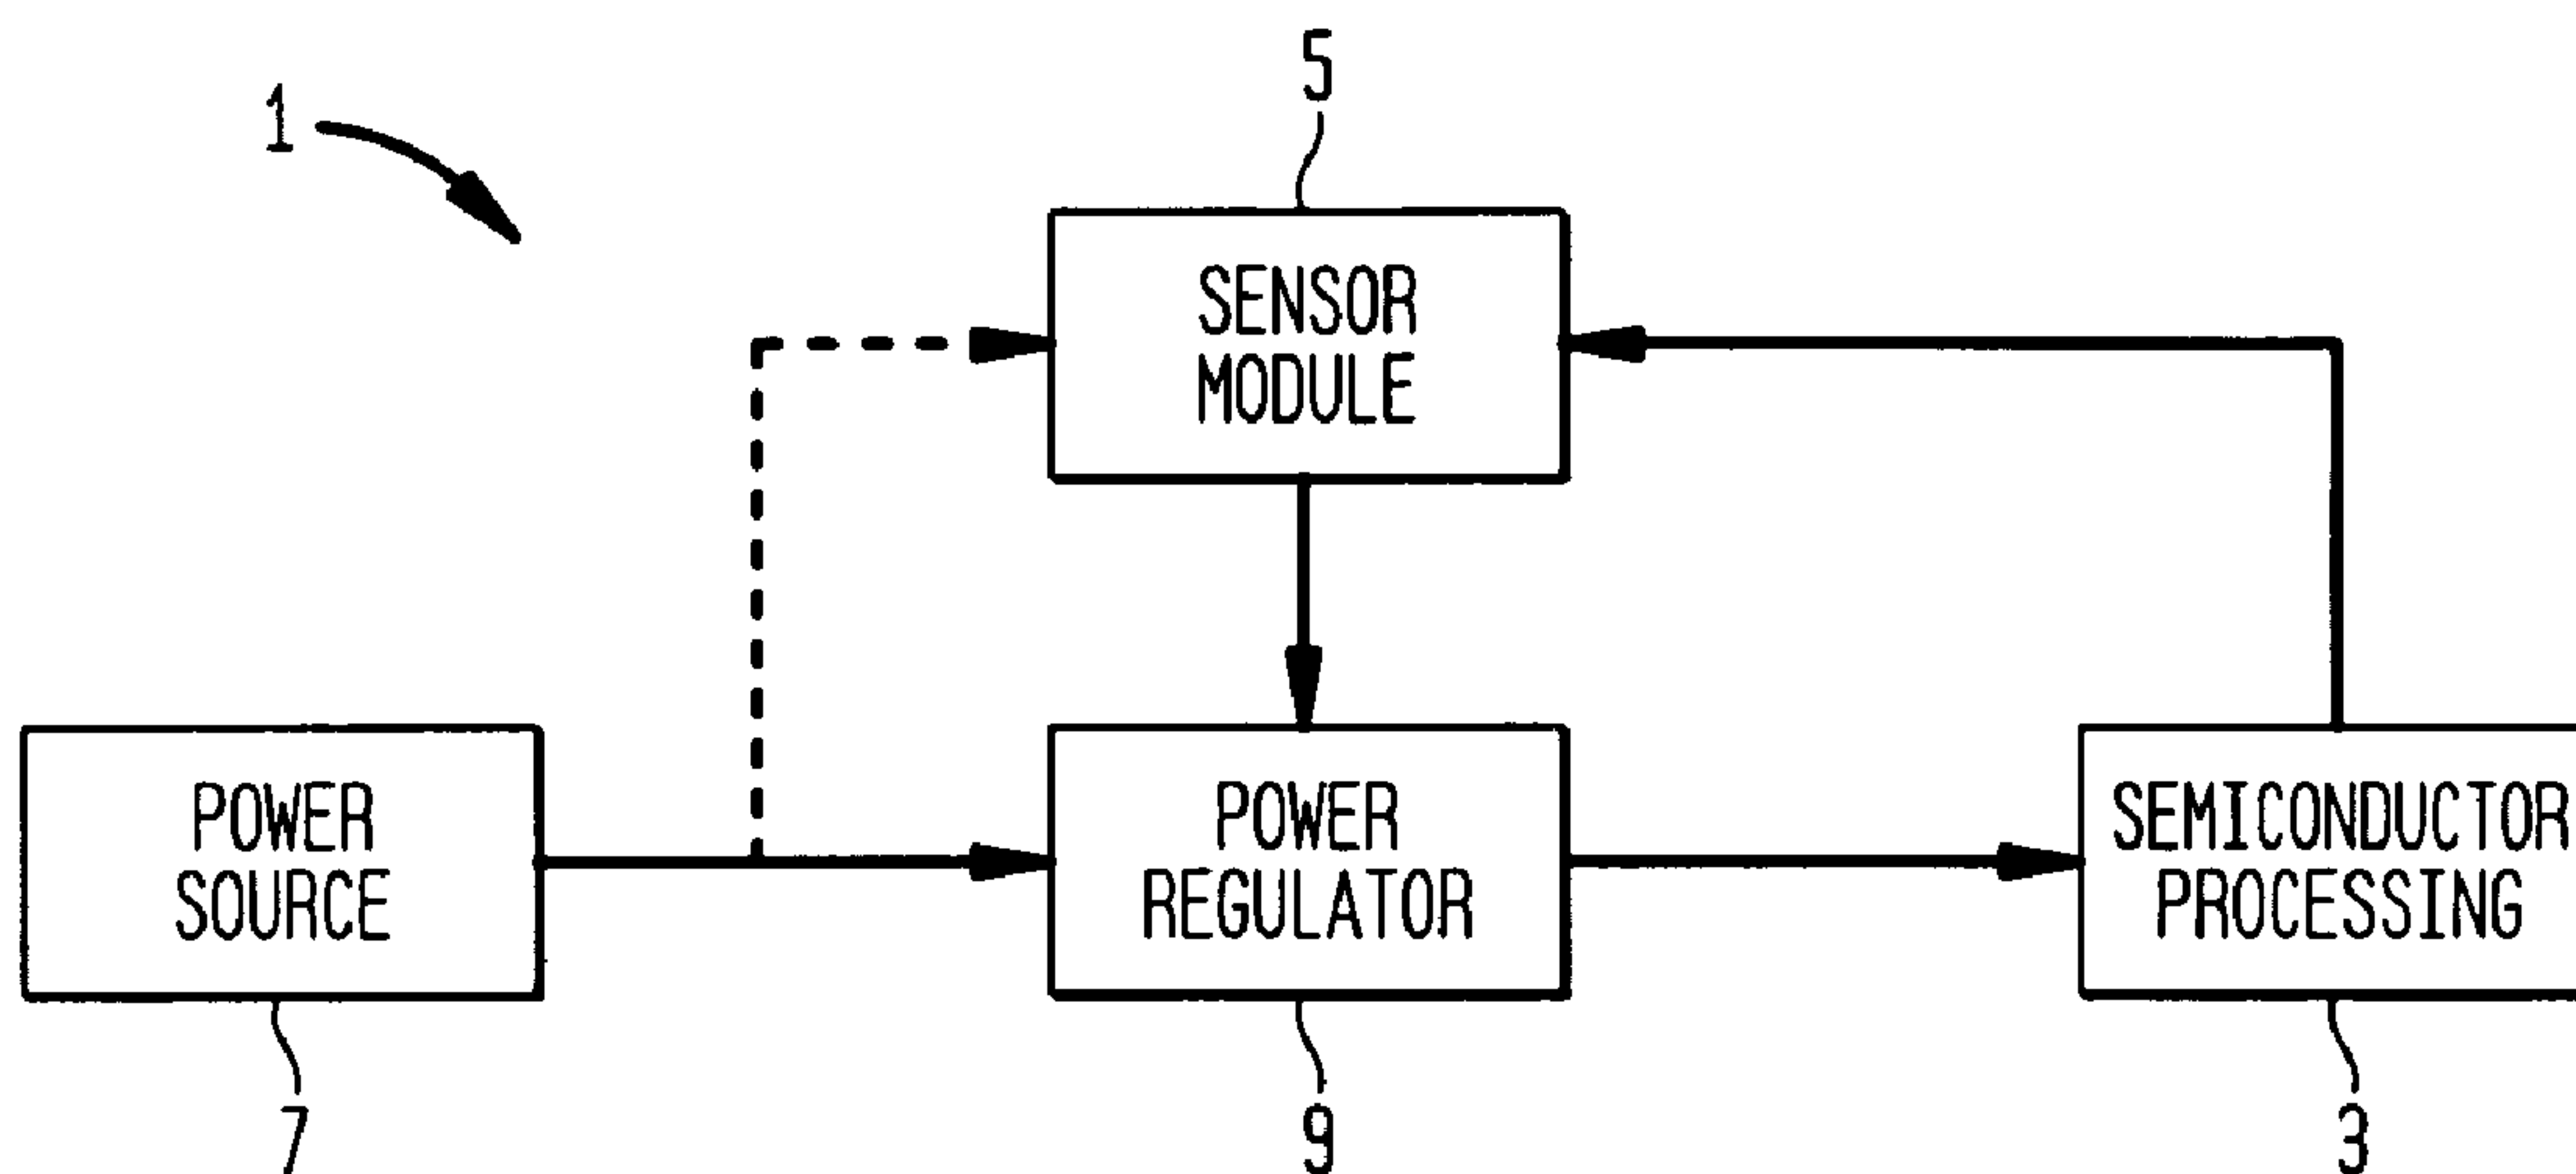 1
5
SENSOR
MODULE
POWER
SOURCE
POWER
REGULATOR
SEMICONDUCTOR
PROCESSING
7
9
3